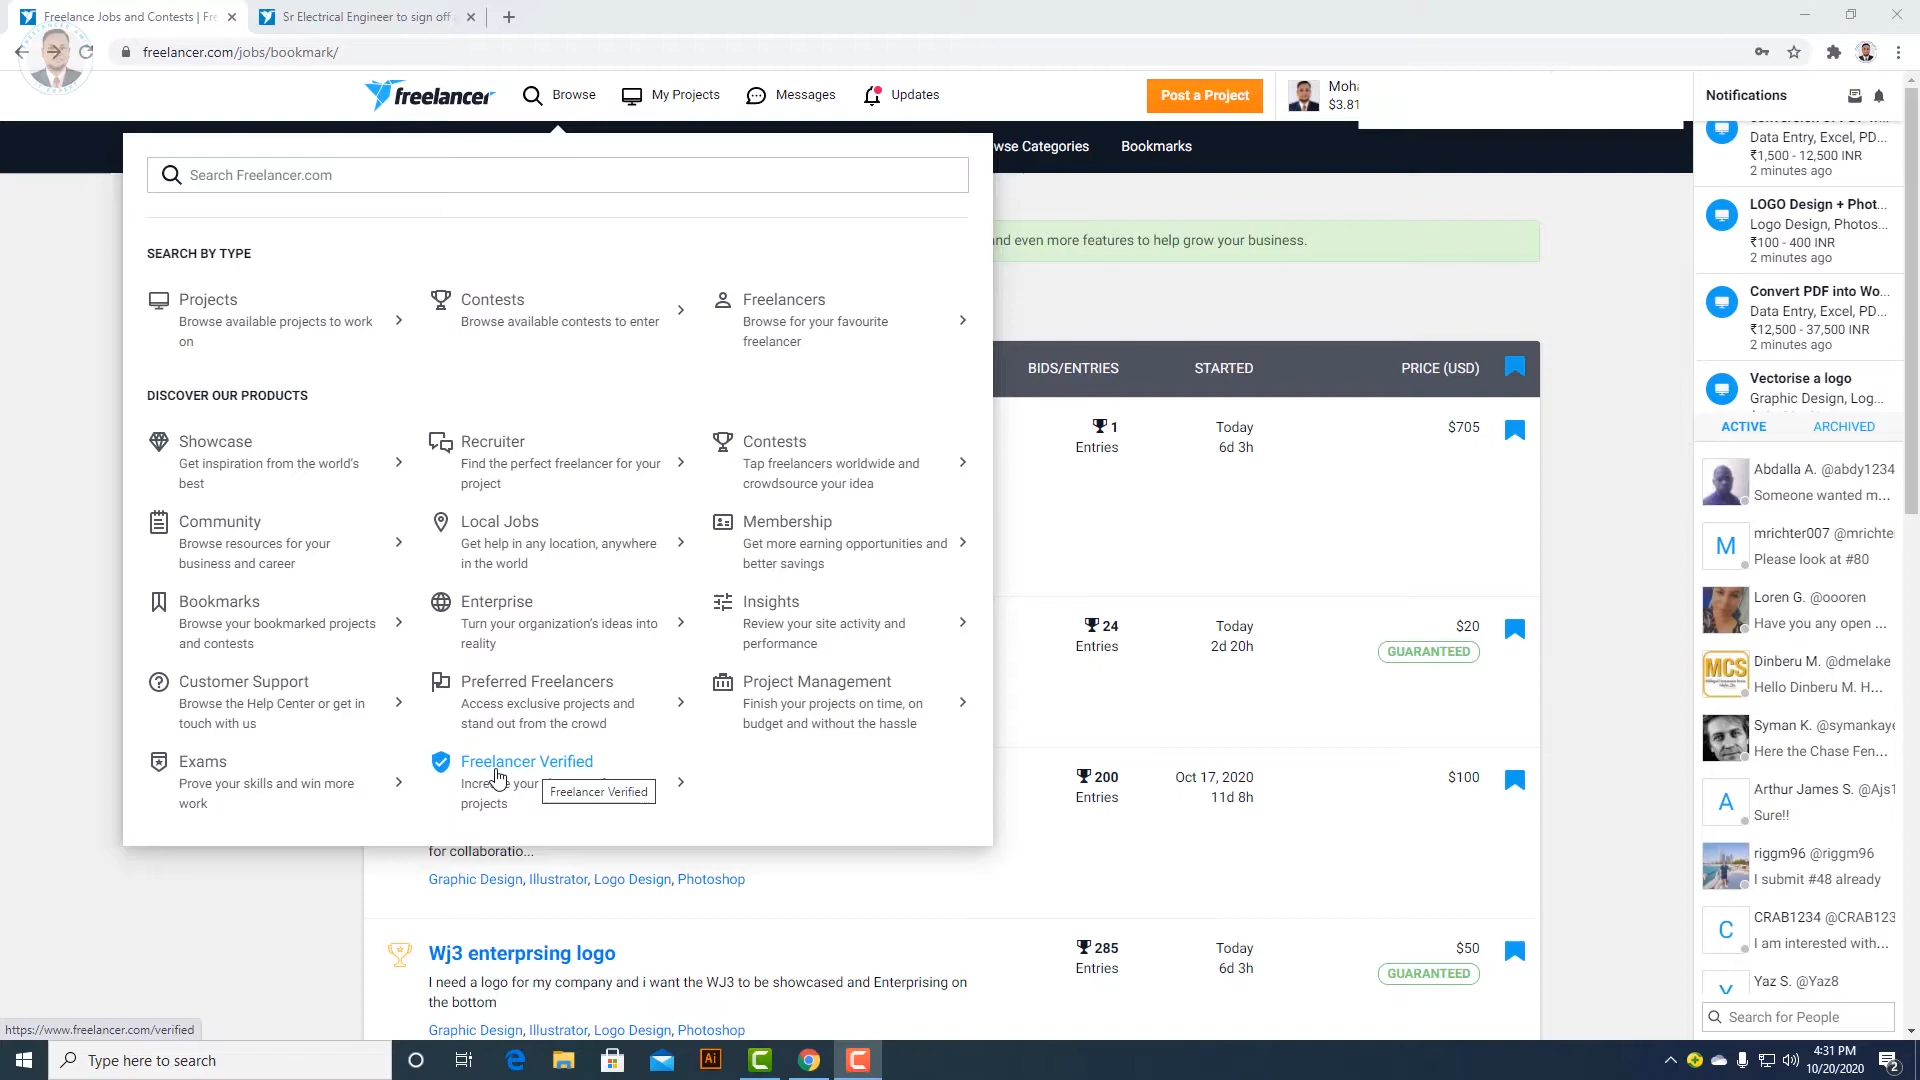 Freelance Jobs and Contests | Fre
Sr Electrical Engineer to sign off
freelancer.com/jobs/bookmark/
freelancer
Browse
My Projects
Messages
Updates
Post a Project
Moha
$3.81
Notifications
wse Categories
Bookmarks
Search Freelancer.com
nd even more features to help grow your business.
SEARCH BY TYPE
Projects
Browse available projects to work
on
Contests
Browse available contests to enter
Freelancers
Browse for your favourite
freelancer
DISCOVER OUR PRODUCTS
Showcase
Get inspiration from the world's
best
Recruiter
Find the perfect freelancer for your
project
Contests
Tap freelancers worldwide and
crowdsource your idea
Community
Browse resources for your
business and career
Local Jobs
Get help in any location, anywhere
in the world
Membership
Get more earning opportunities and
better savings
Bookmarks
Browse your bookmarked projects
and contests
Enterprise
Turn your organization's ideas into
reality
Insights
Review your site activity and
performance
Customer Support
Browse the Help Center or get in
touch with us
Preferred Freelancers
Access exclusive projects and
stand out from the crowd
Project Management
Finish your projects on time, on
budget and without the hassle
Exams
Prove your skills and win more
work
Freelancer Verified
your
projects
Freelancer Verified
BIDS/ENTRIES
STARTED
PRICE (USD)
1
Entries
Today
6d 3h
$705
24
Entries
Today
2d 20h
$20
GUARANTEED
200
Entries
Oct 17, 2020
11d 8h
$100
for collaboratio...
Graphic Design, Illustrator, Logo Design, Photoshop
Wj3 enterprsing logo
I need a logo for my company and i want the WJ3 to be showcased and Enterprising on
the bottom
Graphic Design, Illustrator, Logo Design, Photoshop
285
Entries
Today
6d 3h
$50
GUARANTEED
Data Entry, Excel, PD...
₹1,500 - 12,500 INR
2 minutes ago
LOGO Design + Phot...
Logo Design, Photos...
₹100 - 400 INR
2 minutes ago
Convert PDF into Wo...
Data Entry, Excel, PD...
₹12,500 - 37,500 INR
2 minutes ago
Vectorise a logo
Graphic Design, Log...
ACTIVE
ARCHIVED
Abdalla A. @abdy1234
Someone wanted m...
M
mrichter007 @mrichte
Please look at #80
Loren G. @oooren
Have you any open ...
MCS
Dinberu M. @dmelake
Hello Dinberu M. H...
Syman K. @symankaye
Here the Chase Fen...
A
Arthur James S. @Ajs1
Sure!!
riggm96 @riggm96
I submit #48 already
C
CRAB1234 @CRAB123
I am interested with...
Y
Yaz S. @Yaz8
Search for People
https://www.freelancer.com/verified
Type here to search
Ai
4:31 PM
10/20/2020
2